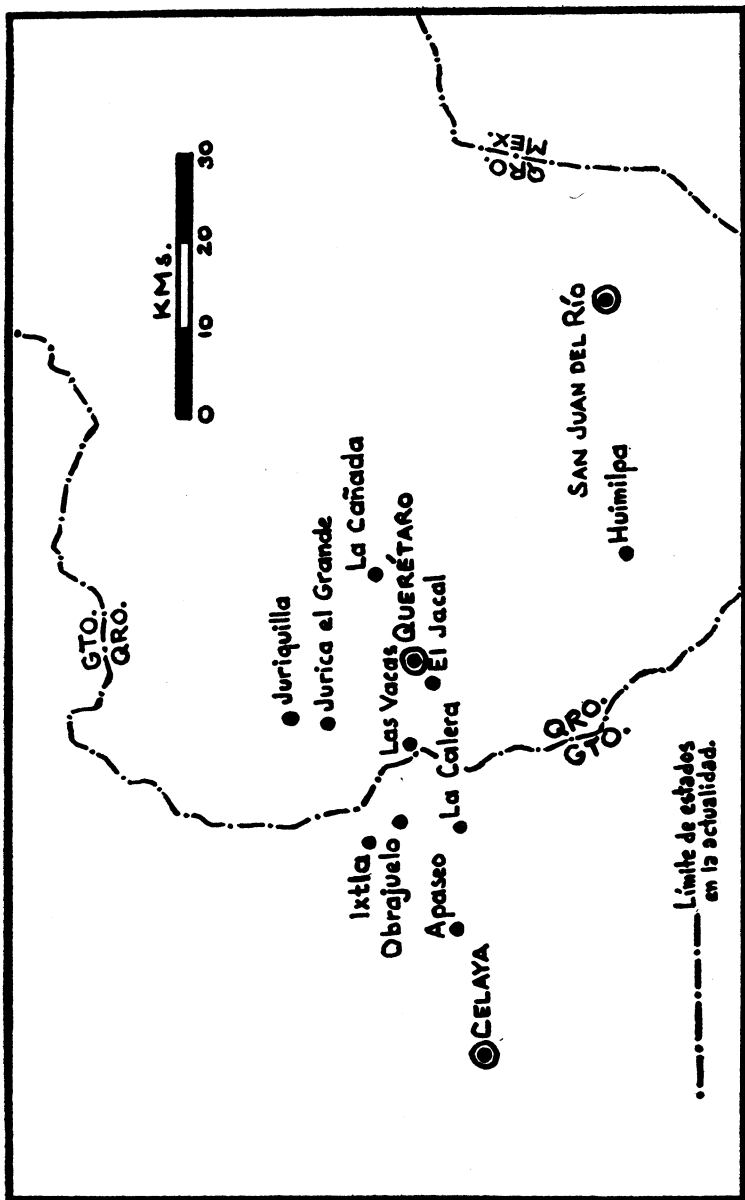 GTO.
QRO.
KMs.
0 10 20 30
Juriquilla
Jurica el Grande
La Cañada
Las Vacas
QUERÉTARO
El Jacal
Ixtla
Obrajuelo
La Calera
Apaseo
CELAYA
QRO.
MEX.
QRO.
GTO.
SAN JUAN DEL RÍO
Huimilpa
Límite de estados
en la actualidad.